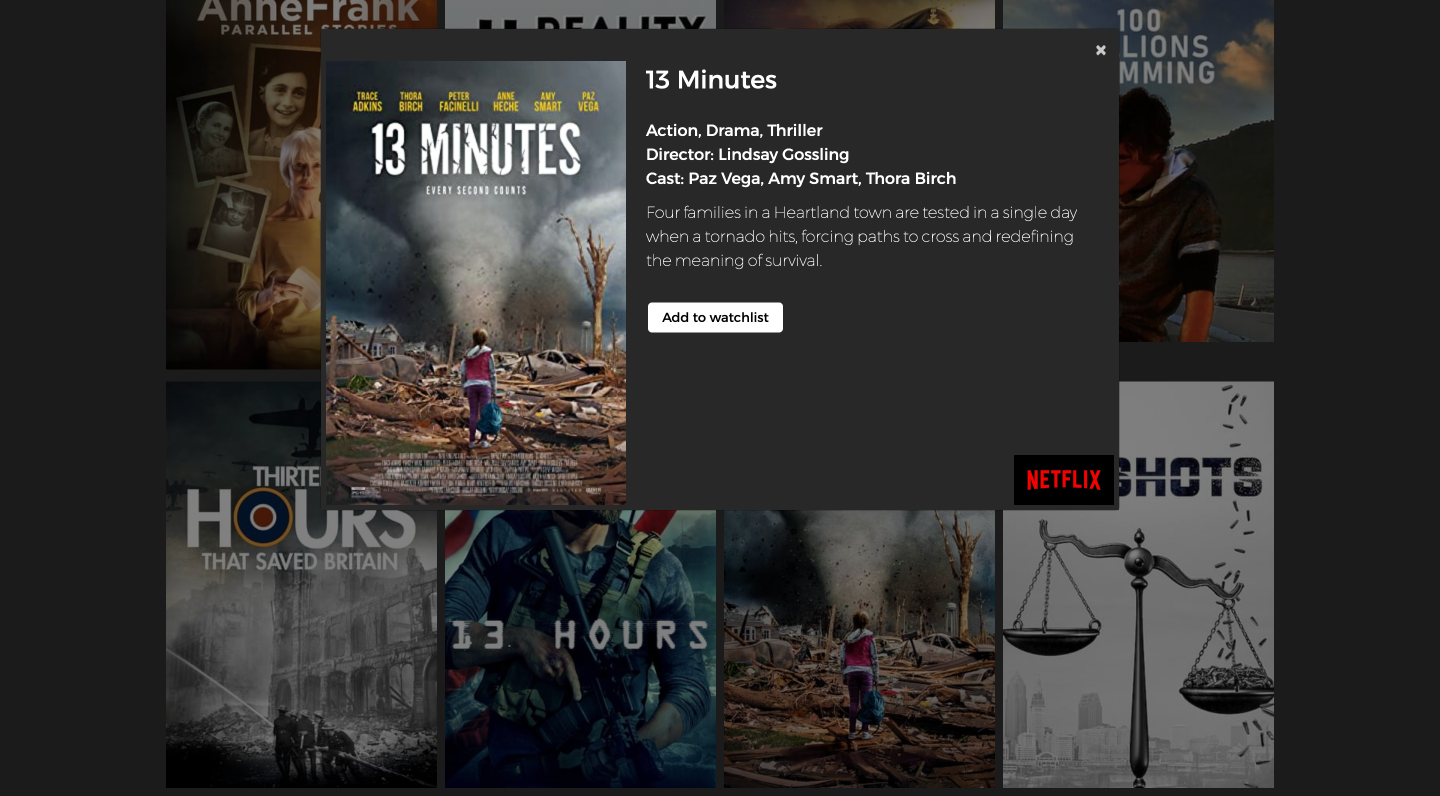 AnneFrank
PARALLEL STORIES
REALITY
100
LIONS
MMING
×
13 Minutes
Action, Drama, Thriller
Director: Lindsay Gossling
Cast: Paz Vega, Amy Smart, Thora Birch
Four families in a Heartland town are tested in a single day
when a tornado hits, forcing paths to cross and redefining
the meaning of survival.
Add to watchlist
NETFLIX
TRACE ADKINS THORA BIRCH PETER FACINELLI ANNE HECHE AMY SMART PAZ VEGA
13 MINUTES
EVERY SECOND COUNTS
THIRTE
HOURS
THAT SAVED BRITAIN
13 HOURS
SHOTS